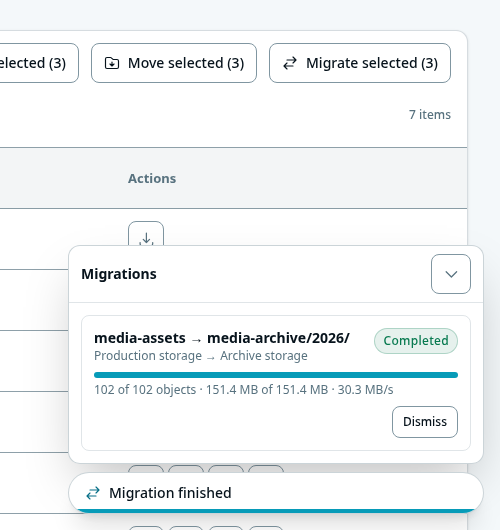 elected (3) Move selected (3) Migrate selected (3)
7 items
Actions
Migrations
media-assets → media-archive/2026/ Completed
Production storage → Archive storage
102 of 102 objects · 151.4 MB of 151.4 MB · 30.3 MB/s
Dismiss
Migration finished